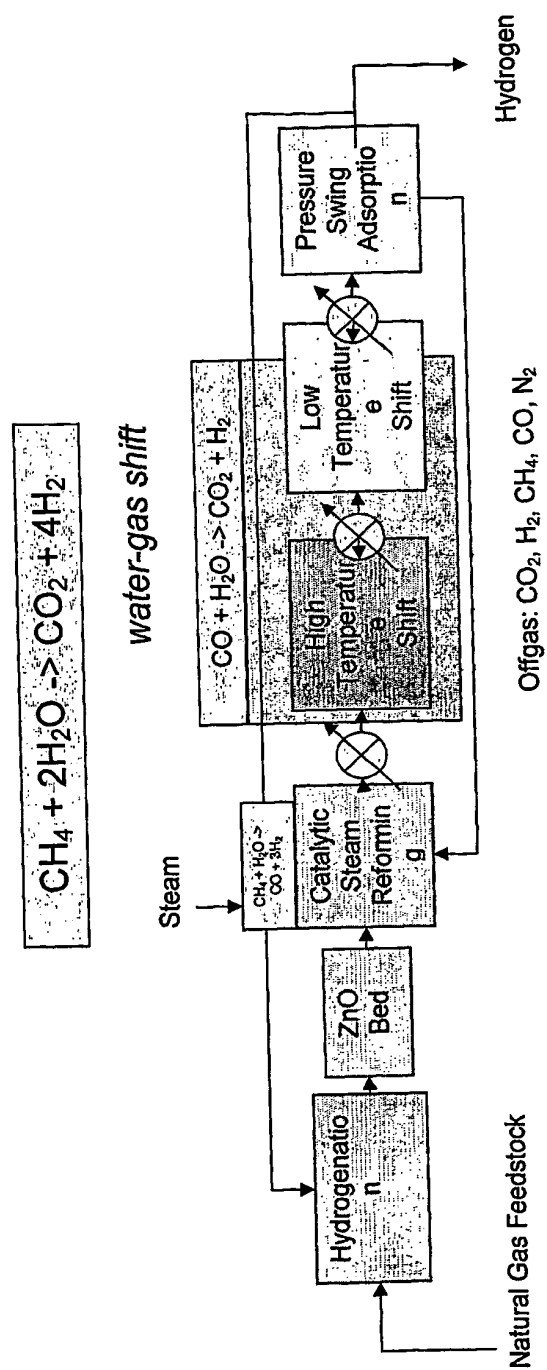 CH₄ + 2H₂O -> CO₂ + 4H₂
water-gas shift
CO + H₂O -> CO₂ + H₂
Steam
CH₄ + H₂O ->
CO + 3H₂
Natural Gas Feedstock
Hydrogenatio
n
ZnO
Bed
Catalytic
Steam
Reformin
g
High
Temperatur
e
Shift
Low
Temperatur
e
Shift
Pressure
Swing
Adsorptio
n
Hydrogen
Offgas: CO₂, H₂, CH₄, CO, N₂